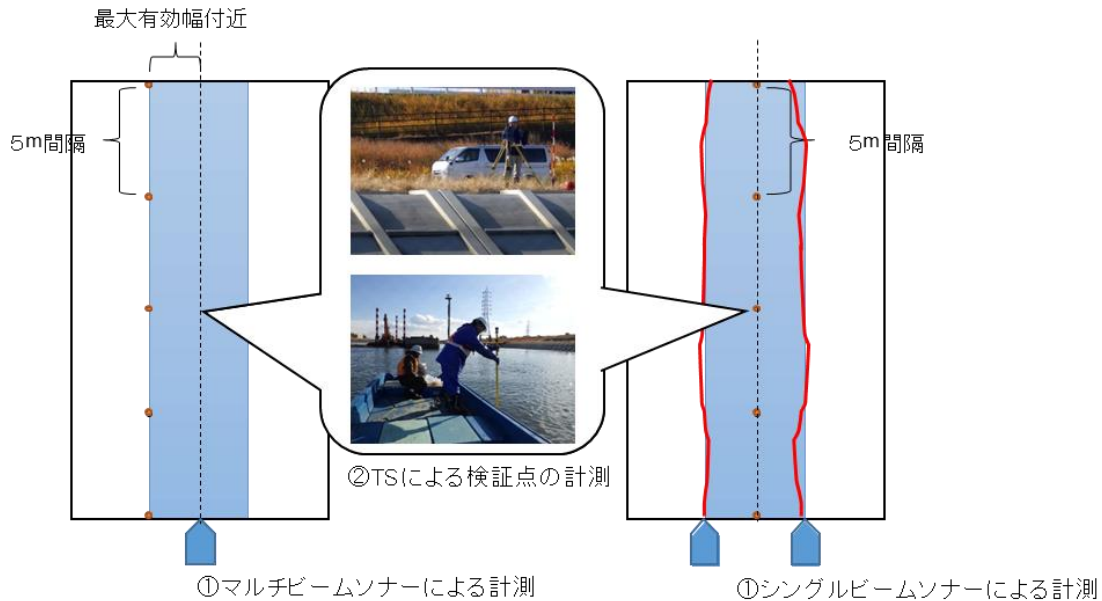 最大有効幅付近
5m間隔
5m間隔
②TSによる検証点の計測
①マルチビームソナーによる計測
①シングルビームソナーによる計測